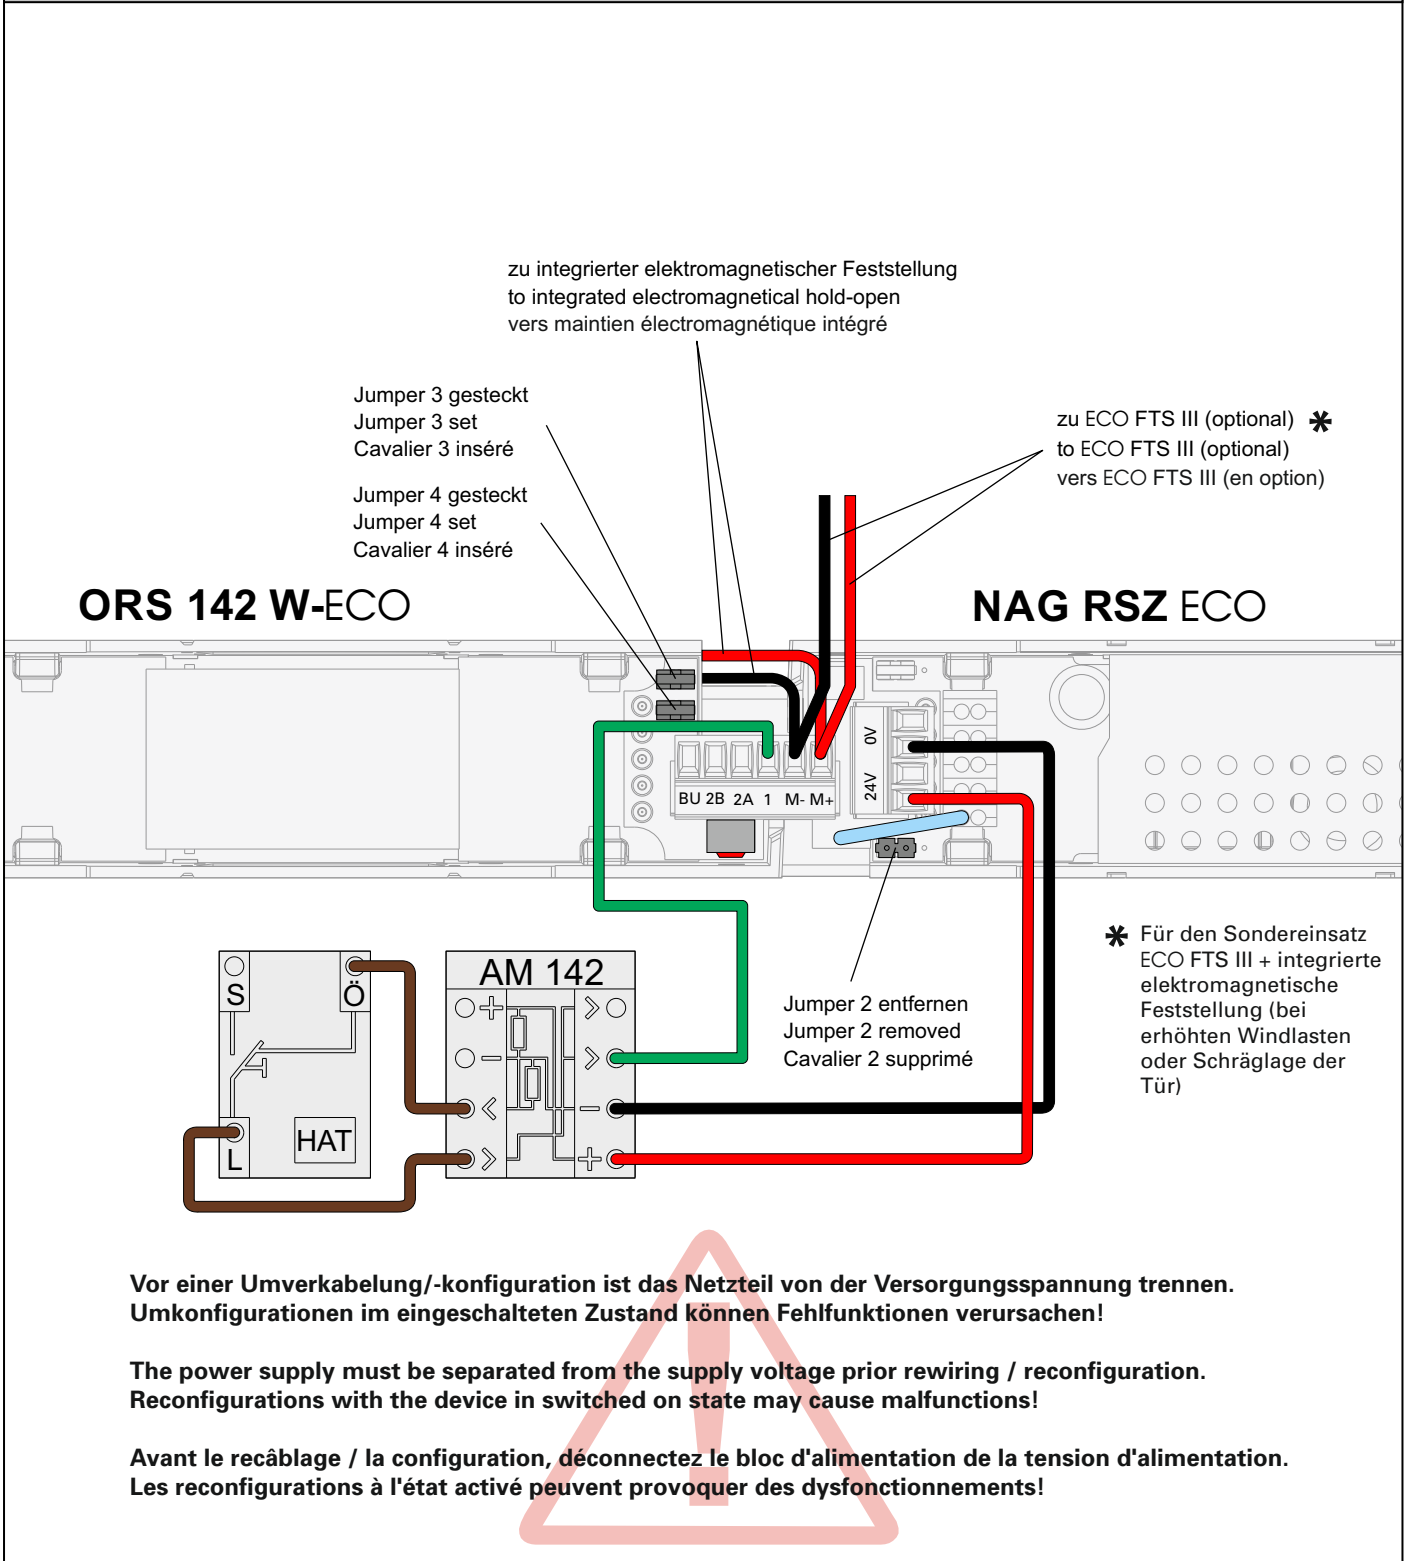 zu integrierter elektromagnetischer Feststellung
to integrated electromagnetical hold-open
vers maintien électromagnétique intégré
Jumper 3 gesteckt
Jumper 3 set
Cavalier 3 inséré
Jumper 4 gesteckt
Jumper 4 set
Cavalier 4 inséré
zu ECO FTS III (optional) *
to ECO FTS III (optional)
vers ECO FTS III (en option)
ORS 142 W-ECO
NAG RSZ ECO
0V
24V
BU 2B 2A 1 M- M+
S
Ö
L
HAT
AM 142
Jumper 2 entfernen
Jumper 2 removed
Cavalier 2 supprimé
* Für den Sondereinsatz
ECO FTS III + integrierte
elektromagnetische
Feststellung (bei
erhöhten Windlasten
oder Schräglage der
Tür)
Vor einer Umverkabelung/-konfiguration ist das Netzteil von der Versorgungsspannung trennen.
Umkonfigurationen im eingeschalteten Zustand können Fehlfunktionen verursachen!
The power supply must be separated from the supply voltage prior rewiring / reconfiguration.
Reconfigurations with the device in switched on state may cause malfunctions!
Avant le recâblage / la configuration, déconnectez le bloc d'alimentation de la tension d'alimentation.
Les reconfigurations à l'état activé peuvent provoquer des dysfonctionnements!